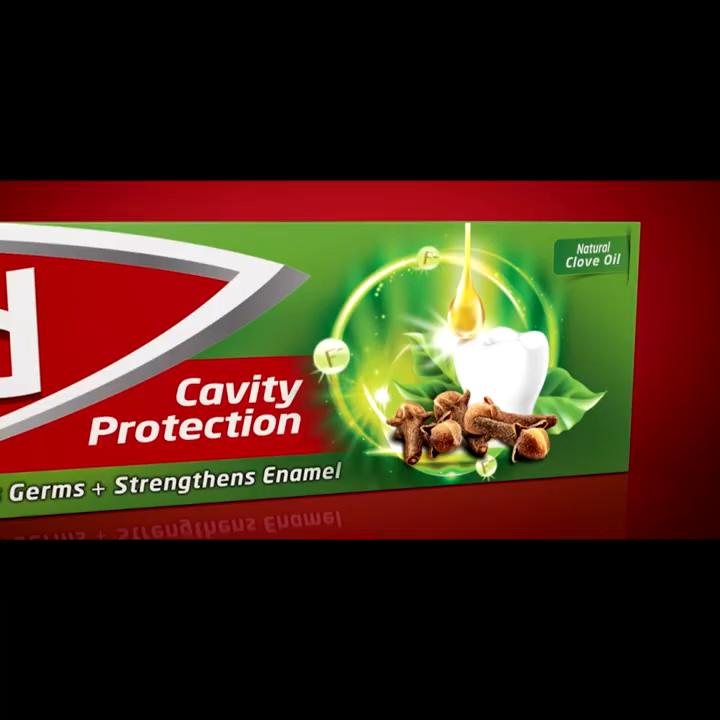 d
Natural
Clove Oil
F
F
Cavity
Protection
F
Germs + Strengthens Enamel